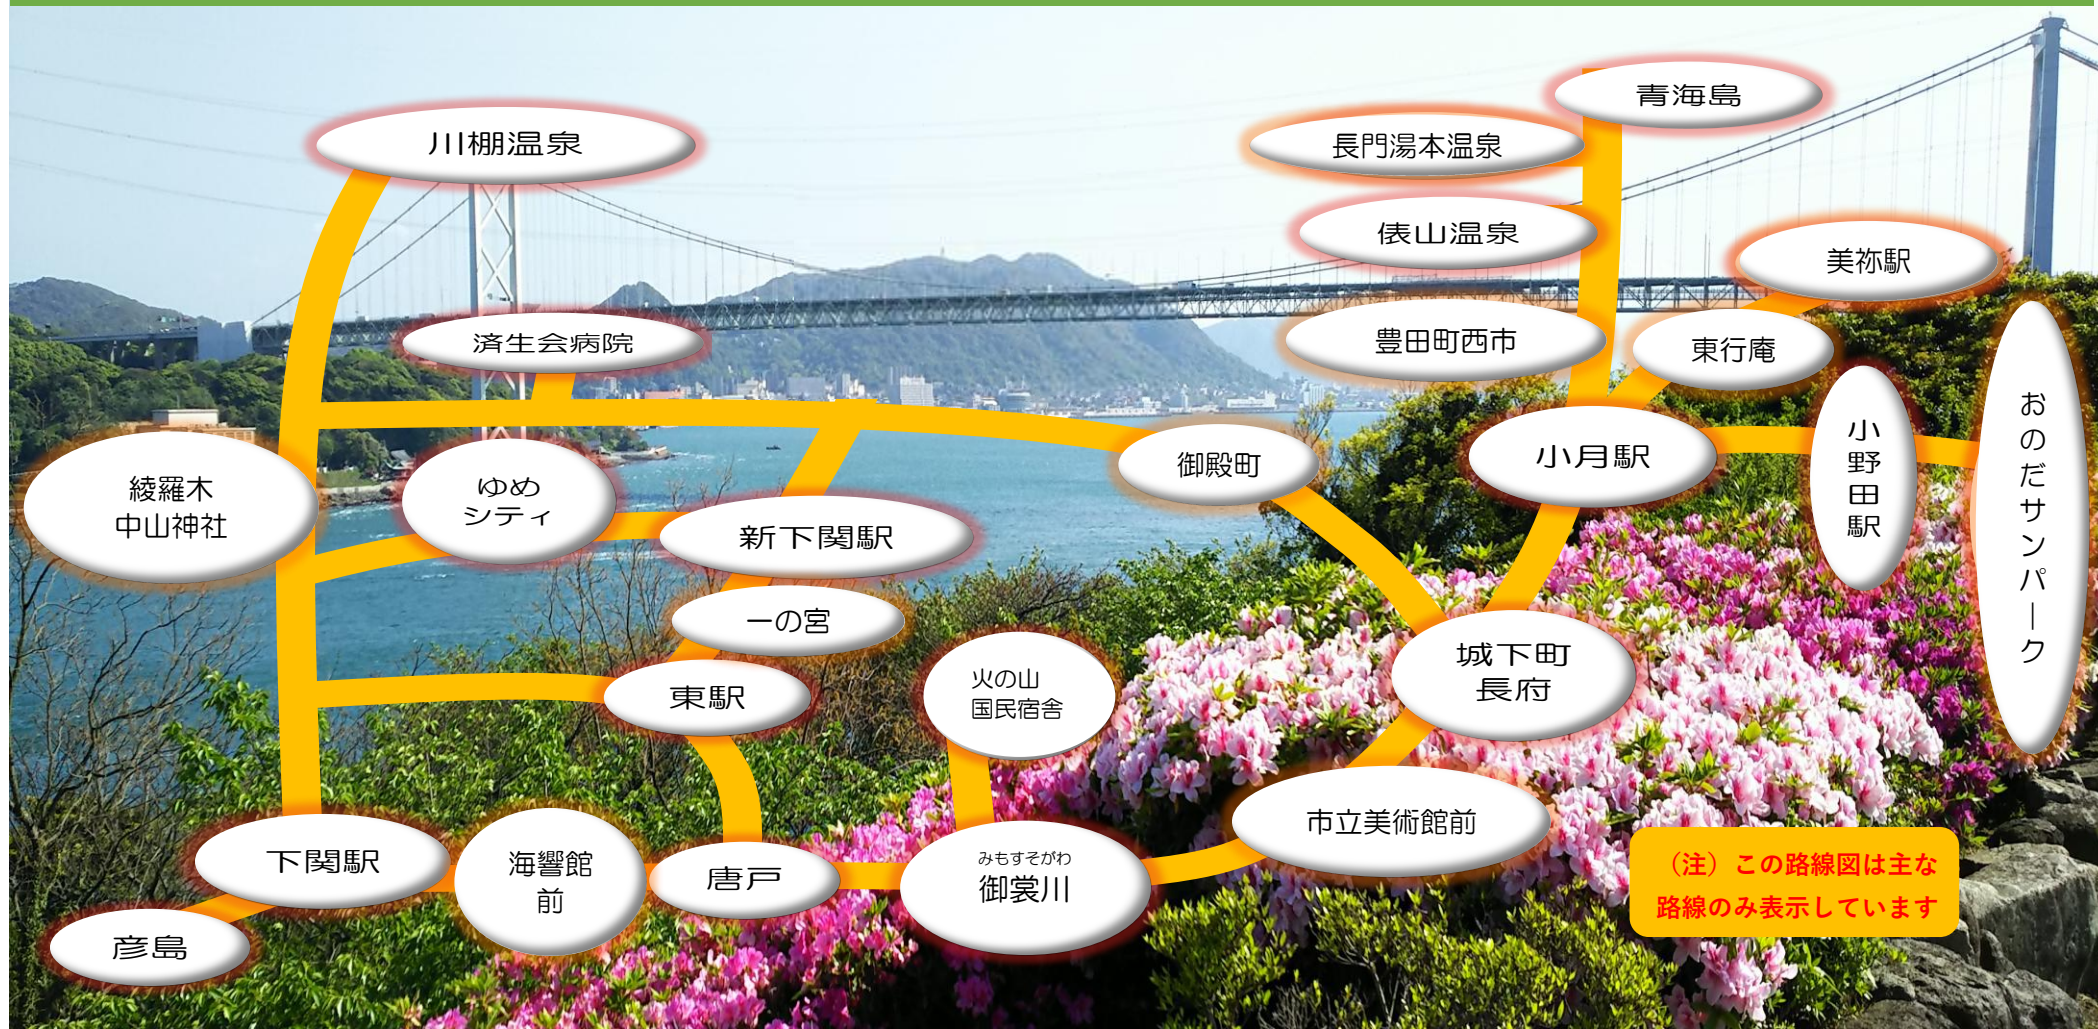 青海島
川棚温泉
長門湯本温泉
俵山温泉
美祢駅
済生会病院
豊田町西市
東行庵
おのだサンパーク
小野田駅
御殿町
小月駅
綾羅木
中山神社
ゆめ
シティ
新下関駅
一の宮
城下町
長府
東駅
火の山
国民宿舎
市立美術館前
下関駅
海響館
前
唐戸
みもすそがわ
御裳川
彦島
（注）この路線図は主な
路線のみ表示しています